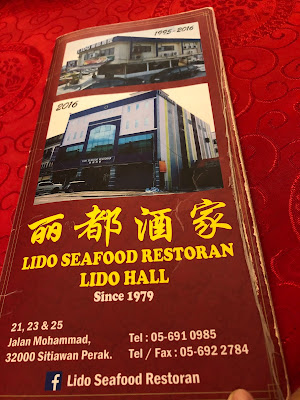 1995-2016
2016
丽都酒家
LIDO SEAFOOD RESTORAN
LIDO HALL
Since 1979
21, 23 & 25
Jalan Mohammad,
32000 Sitiawan Perak.
Tel : 05-691 0985
Tel / Fax : 05-692 2784
f Lido Seafood Restoran